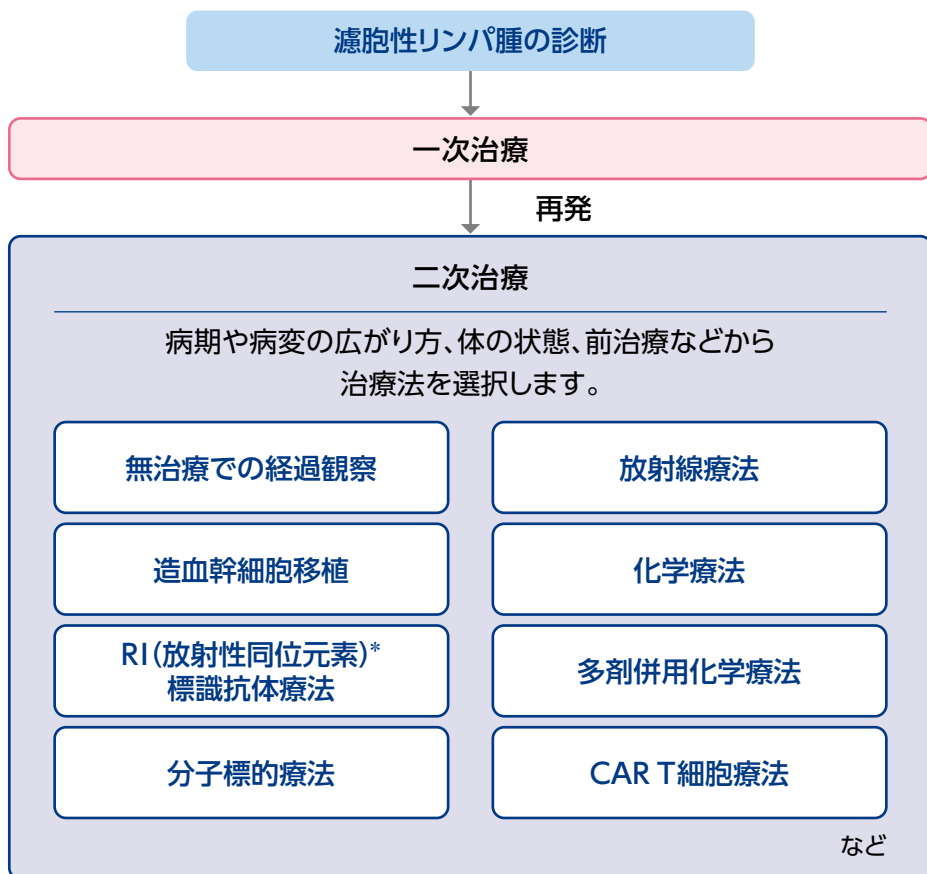 濾胞性リンパ腫の診断
一次治療
再発
二次治療
病期や病変の広がり方、体の状態、前治療などから
治療法を選択します。
無治療での経過観察
放射線療法
造血幹細胞移植
化学療法
RI（放射性同位元素）*
標識抗体療法
多剤併用化学療法
分子標的療法
CAR T細胞療法
など